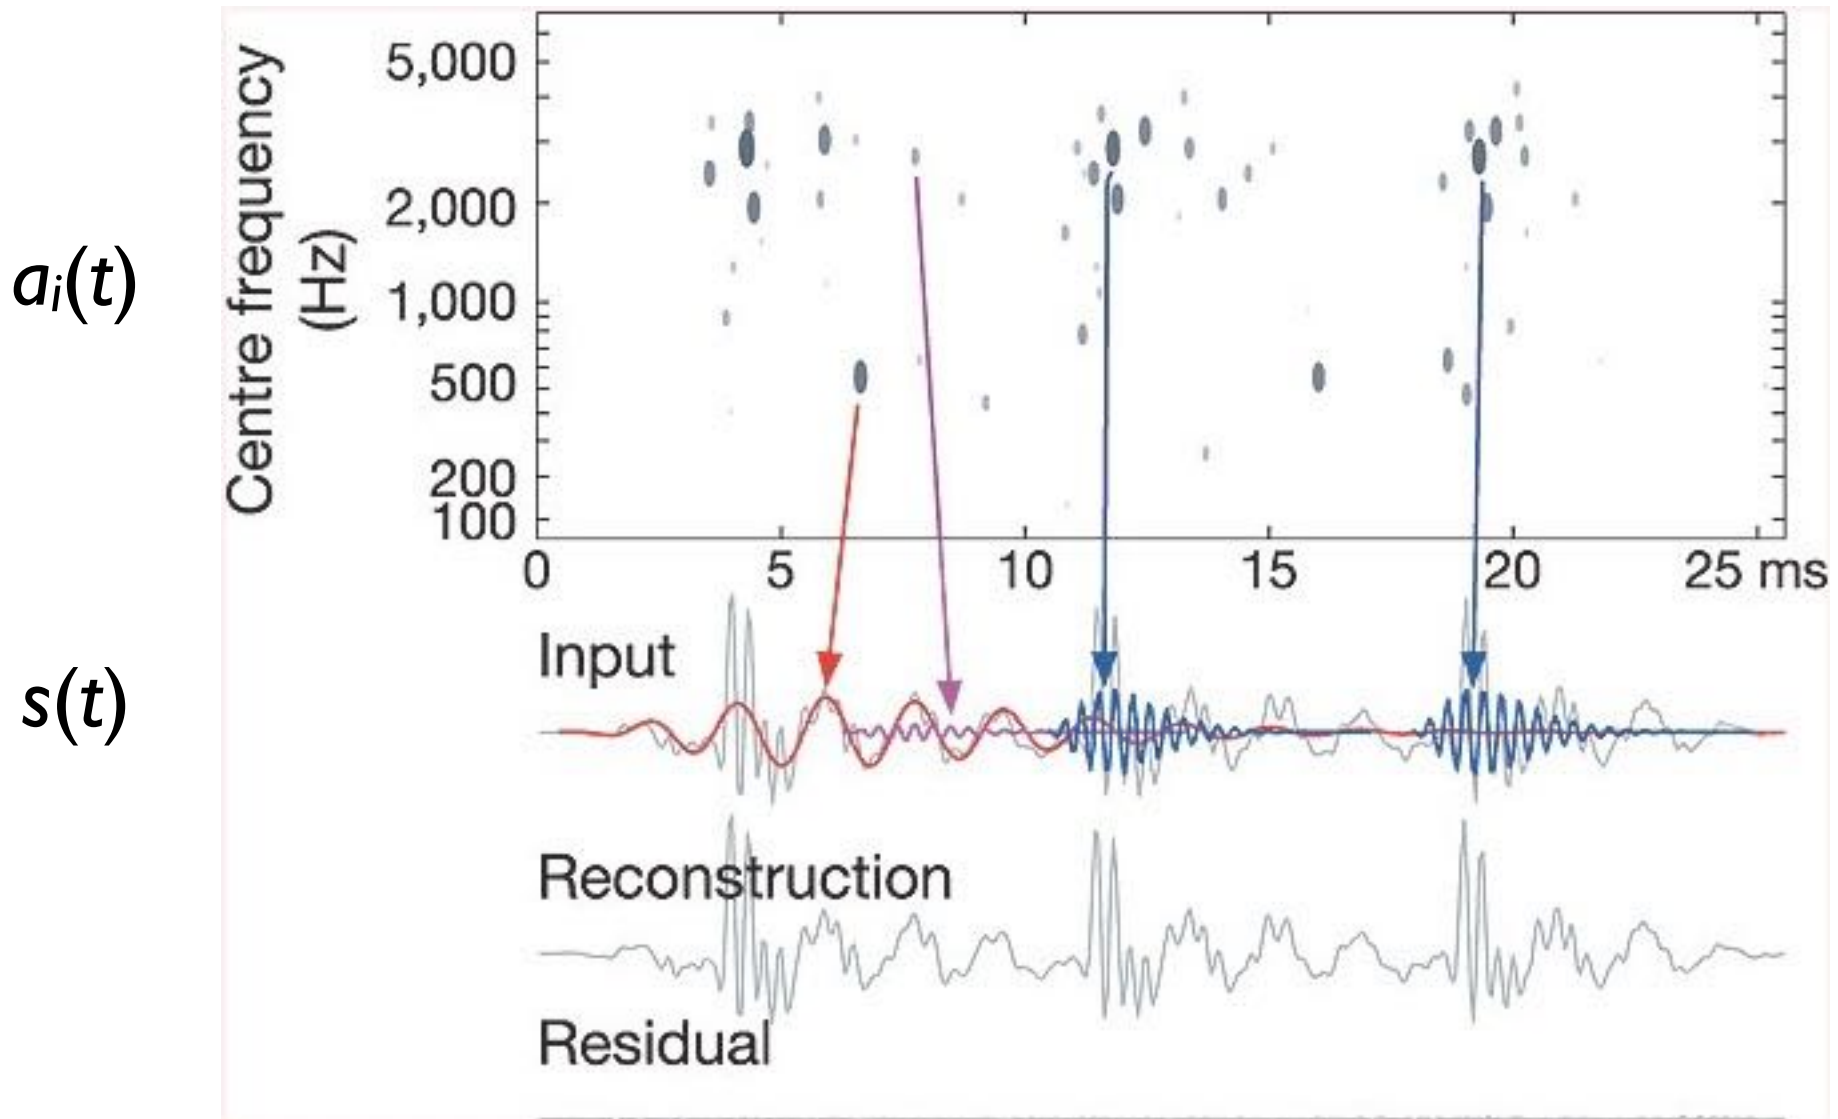 aᵢ(t)
s(t)
Centre frequency
(Hz)
5,000
2,000
1,000
500
200
100
0 5 10 15 20 25 ms
Input
Reconstruction
Residual